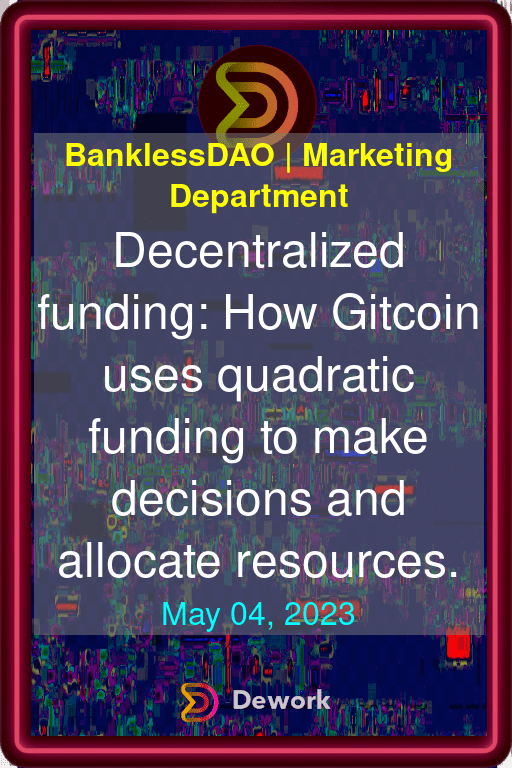 BanklessDAO | Marketing
Department
Decentralized
funding: How Gitcoin
uses quadratic
funding to make
decisions and
allocate resources.
May 04, 2023
Dework